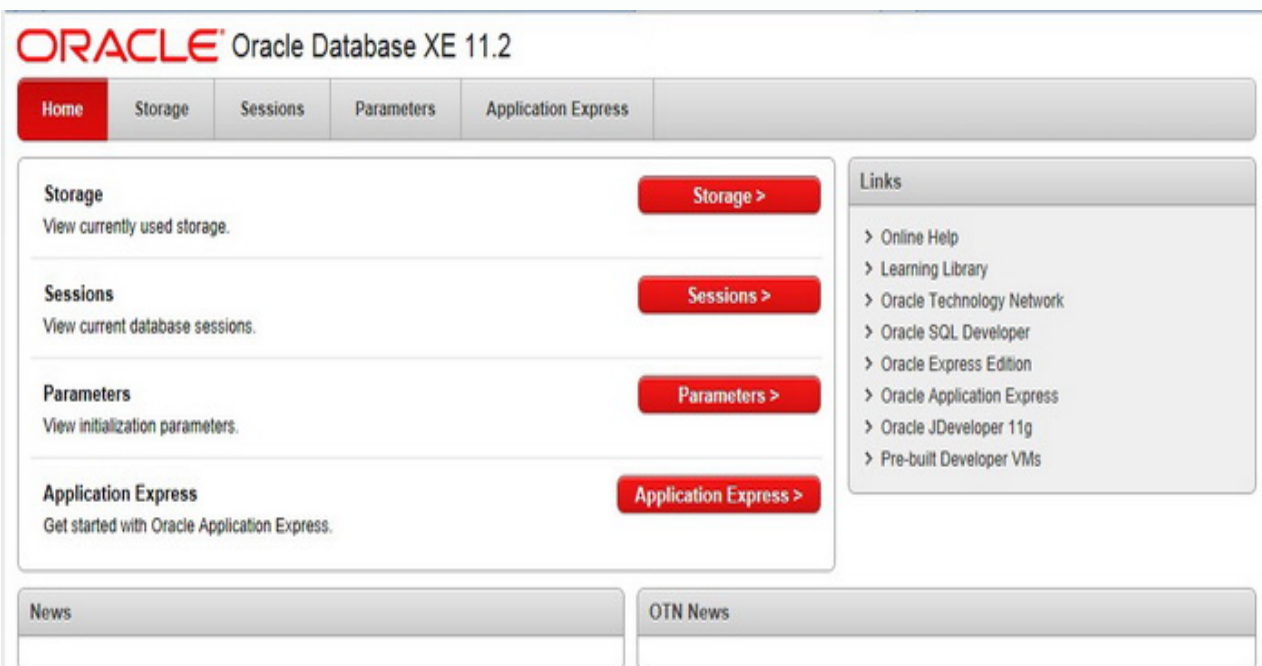 ORACLE Oracle Database XE 11.2
Home Storage Sessions Parameters Application Express
Storage
View currently used storage.
Storage >
Sessions
View current database sessions.
Sessions >
Parameters
View initialization parameters.
Parameters >
Application Express
Get started with Oracle Application Express.
Application Express >
Links
> Online Help
> Learning Library
> Oracle Technology Network
> Oracle SQL Developer
> Oracle Express Edition
> Oracle Application Express
> Oracle JDeveloper 11g
> Pre-built Developer VMs
News
OTN News